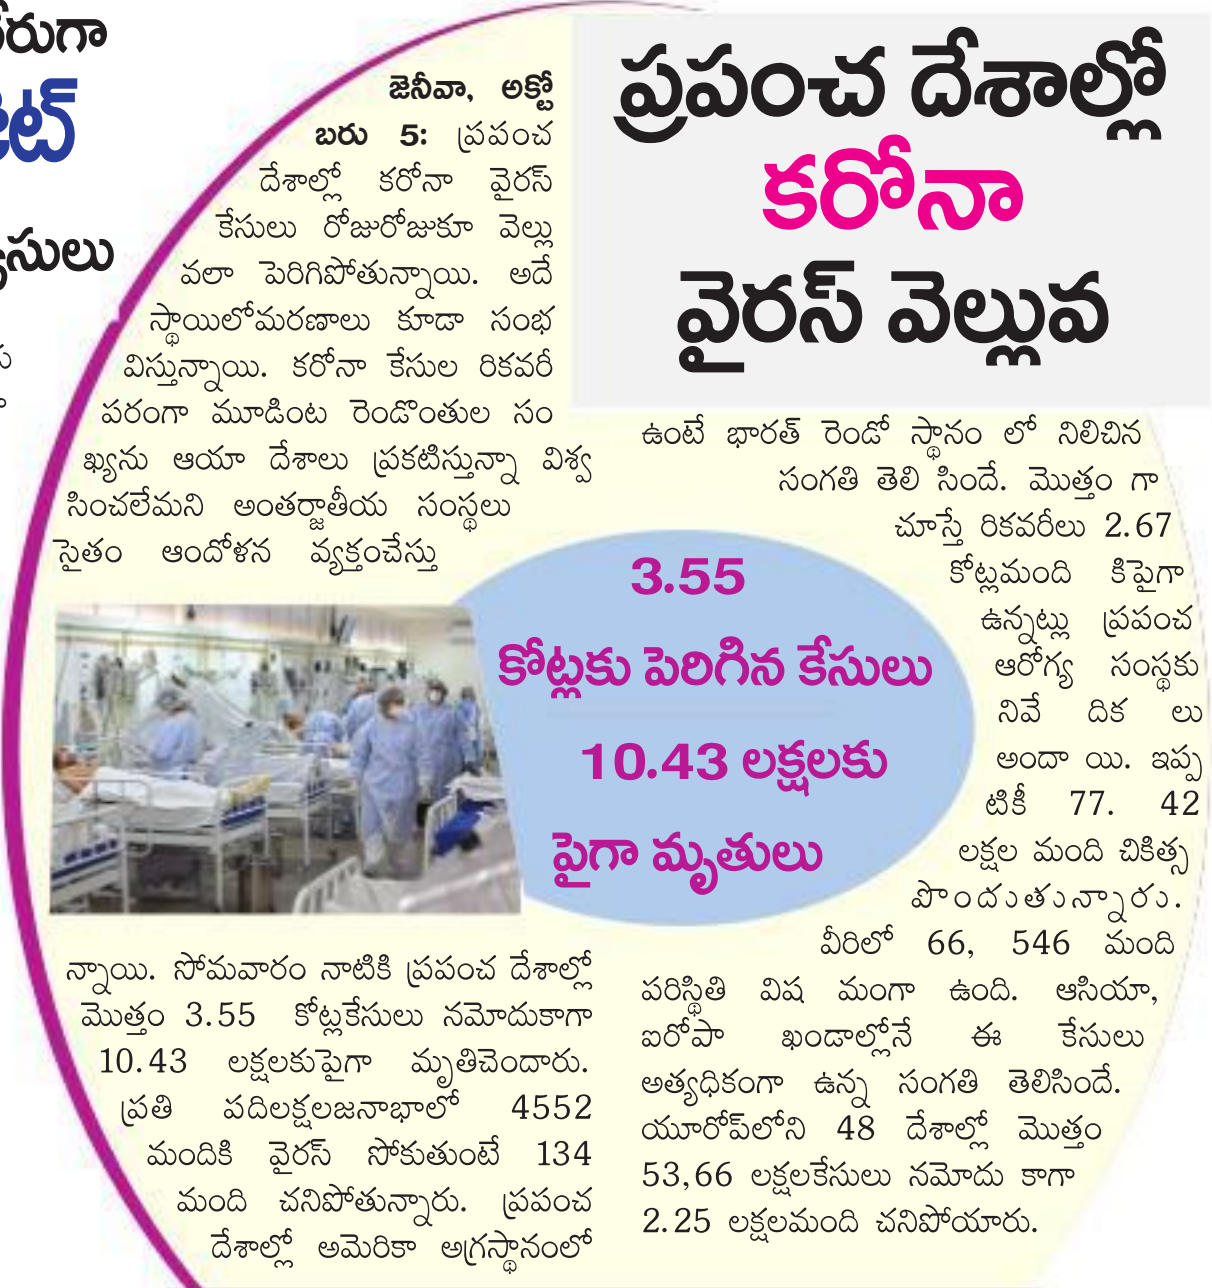 ప్రపంచ దేశాల్లో
కరోనా
వైరస్ వెల్లువ
జెనీవా, అక్టో
బరు 5: ప్రపంచ
దేశాల్లో కరోనా వైరస్
కేసులు రోజురోజుకూ వెల్లు
వలా పెరిగిపోతున్నాయి. అదే
స్థాయిలోమరణాలు కూడా సంభ
విస్తున్నాయి. కరోనా కేసుల రికవరీ
పరంగా మూడింట రెండొంతుల సం
ఖ్యను ఆయా దేశాలు ప్రకటిస్తున్నా విశ్వ
సించలేమని అంతర్జాతీయ సంస్థలు
సైతం ఆందోళన వ్యక్తంచేస్తు
న్నాయి. సోమవారం నాటికి ప్రపంచ దేశాల్లో
మొత్తం 3.55 కోట్లకేసులు నమోదుకాగా
10.43 లక్షలకుపైగా మృతిచెందారు.
ప్రతి పదిలక్షలజనాభాలో 4552
మందికి వైరస్ సోకుతుంటే 134
మంది చనిపోతున్నారు. ప్రపంచ
దేశాల్లో అమెరికా అగ్రస్థానంలో
3.55
కోట్లకు పెరిగిన కేసులు
10.43 లక్షలకు
పైగా మృతులు
ఉంటే భారత్ రెండో స్థానం లో నిలిచిన
సంగతి తెలి సిందే. మొత్తం గా
చూస్తే రికవరీలు 2.67
కోట్లమంది కిపైగా
ఉన్నట్లు ప్రపంచ
ఆరోగ్య సంస్థకు
నివే దిక లు
అందా యి. ఇప్ప
టికీ 77. 42
లక్షల మంది చికిత్స
పొందుతున్నారు.
వీరిలో 66, 546 మంది
పరిస్థితి విష మంగా ఉంది. ఆసియా,
ఐరోపా ఖండాల్లోనే ఈ కేసులు
అత్యధికంగా ఉన్న సంగతి తెలిసిందే.
యూరోప్‌లోని 48 దేశాల్లో మొత్తం
53,66 లక్షలకేసులు నమోదు కాగా
2.25 లక్షలమంది చనిపోయారు.